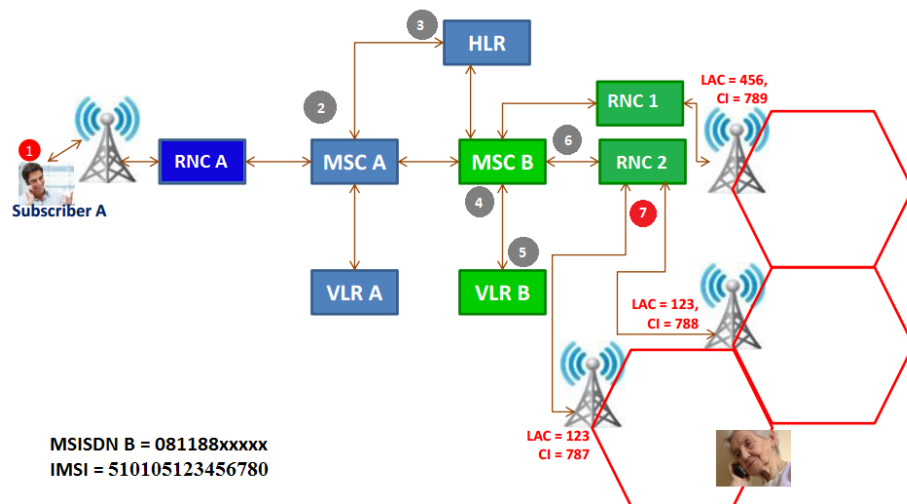 3
HLR
LAC = 456,
CI = 789
2
RNC 1
1
6
RNC A
MSC A
MSC B
RNC 2
Subscriber A
4
7
5
VLR A
VLR B
LAC = 123,
CI = 788
LAC = 123
CI = 787
MSISDN B = 081188xxxxx
IMSI = 510105123456780